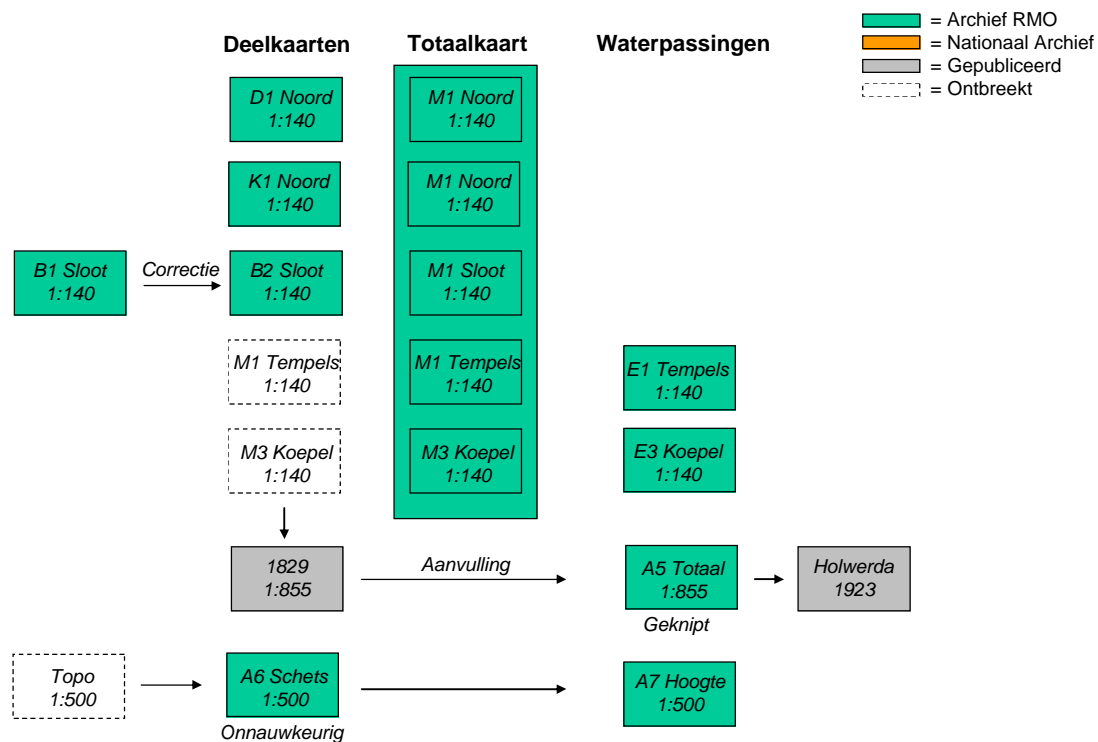 = Archief RMO
= Nationaal Archief
= Gepubliceerd
= Ontbreekt
Deelkaarten Totaalkaart Waterpassingen
D1 Noord
1:140
M1 Noord
1:140
K1 Noord
1:140
M1 Noord
1:140
B1 Sloot
1:140
Correctie
B2 Sloot
1:140
M1 Sloot
1:140
M1 Tempels
1:140
M1 Tempels
1:140
E1 Tempels
1:140
M3 Koepel
1:140
M3 Koepel
1:140
E3 Koepel
1:140
1829
1:855
Aanvulling
A5 Totaal
1:855
Geknipt
Holwerda
1923
Topo
1:500
A6 Schets
1:500
Onnauwkeurig
A7 Hoogte
1:500